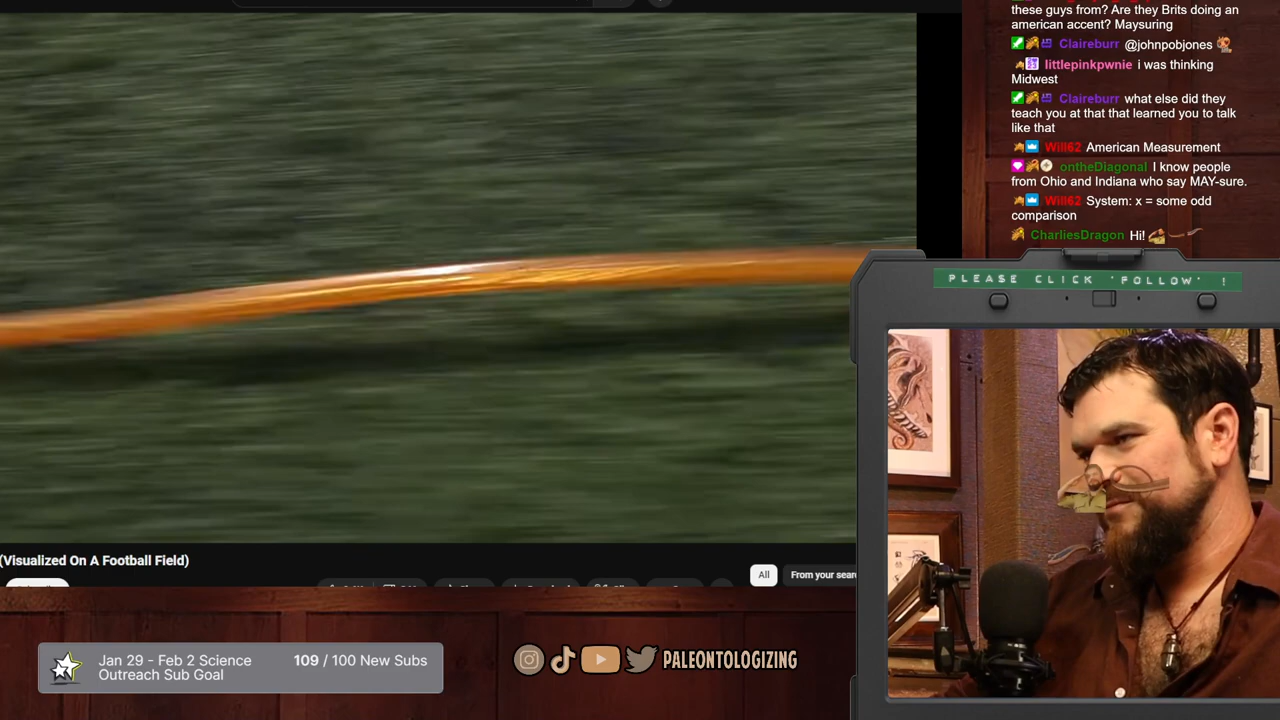 these guys from? Are they Brits doing an
american accent? Maysuring
Claireburr @johnpobjones
littlepinkpwnie i was thinking
Midwest
Claireburr what else did they
teach you at that that learned you to talk
like that
Will62 American Measurement
ontheDiagonal I know people
from Ohio and Indiana who say MAY-sure.
Will62 System: x = some odd
comparison
CharliesDragon Hi!
PLEASE CLICK "FOLLOW" !
(Visualized On A Football Field)
All
From your sear
Jan 29 - Feb 2 Science
Outreach Sub Goal
109 / 100 New Subs
PALEONTOLOGIZING